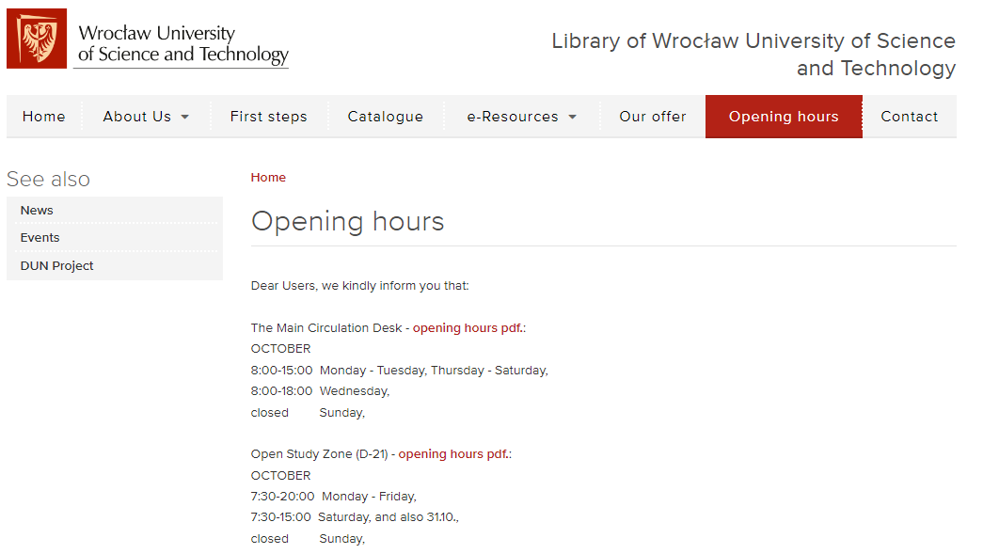 Wrocław University
of Science and Technology
Library of Wrocław University of Science
and Technology
Home About Us First steps Catalogue e-Resources Our offer Opening hours Contact
See also
News
Events
DUN Project
Home
Opening hours
Dear Users, we kindly inform you that:
The Main Circulation Desk - opening hours pdf.:
OCTOBER
8:00-15:00 Monday - Tuesday, Thursday - Saturday,
8:00-18:00 Wednesday,
closed Sunday,
Open Study Zone (D-21) - opening hours pdf.:
OCTOBER
7:30-20:00 Monday - Friday,
7:30-15:00 Saturday, and also 31.10.,
closed Sunday,